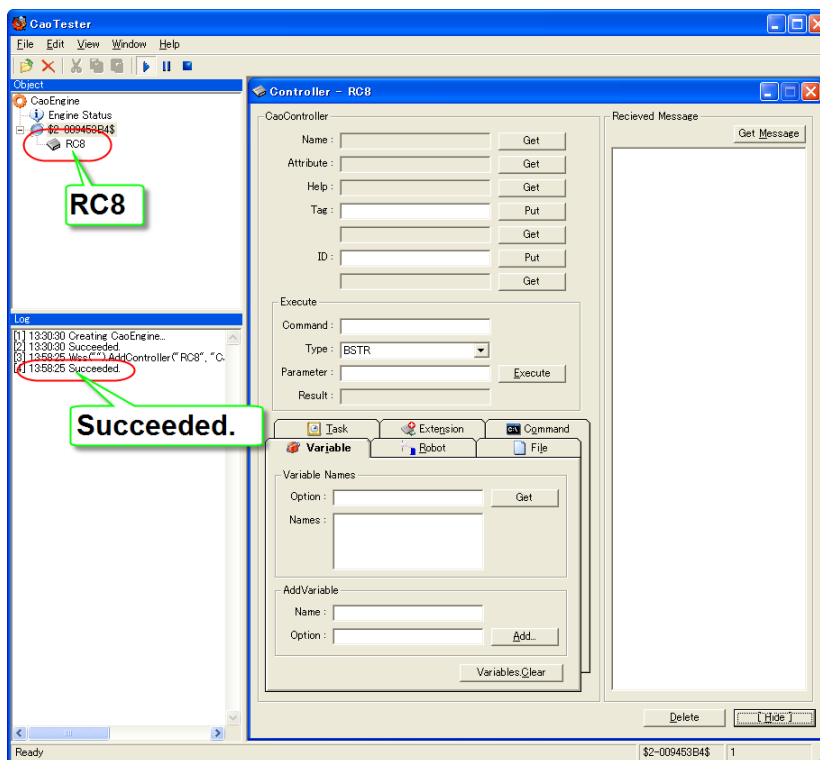 CaoTester
File Edit View Window Help
Object
CaoEngine
Engine Status
$2-009453B4$
RC8
RC8
Log
[1] 13:30:30 Creating CaoEngine...
[2] 13:30:30 Succeeded.
[3] 13:58:25 Wss("").AddController("RC8", "C
[4] 13:58:25 Succeeded.
Succeeded.
Controller - RC8
CaoController
Name : Get
Attribute : Get
Help : Get
Tag : Put
Get
ID : Put
Get
Execute
Command :
Type : BSTR
Parameter : Execute
Result :
Task Extension Command
Variable Robot File
Variable Names
Option : Get
Names :
AddVariable
Name :
Option : Add...
Variables.Clear
Recieved Message
Get Message
Delete [ Hide ]
Ready $2-009453B4$ 1